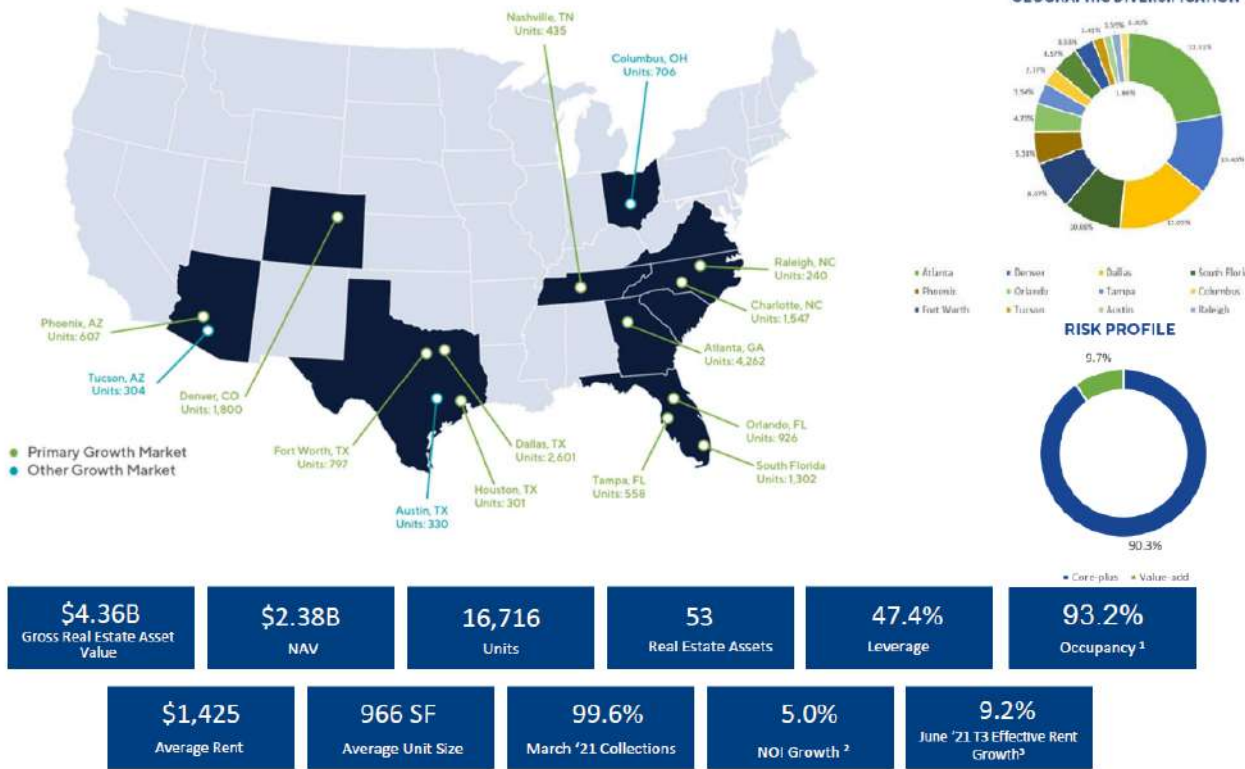 Nashville, TN
Units: 435
Columbus, OH
Units: 706
Raleigh, NC
Units: 240
Charlotte, NC
Units: 1,547
Atlanta, GA
Units: 4,262
Phoenix, AZ
Units: 607
Tucson, AZ
Units: 304
Denver, CO
Units: 1,800
Fort Worth, TX
Units: 797
Dallas, TX
Units: 2,601
Houston, TX
Units: 301
Austin, TX
Units: 330
Orlando, FL
Units: 926
Tampa, FL
Units: 558
South Florida
Units: 1,302
Primary Growth Market
Other Growth Market
10.00%
Atlanta
Denver
Dallas
Phoenix
Orlando
Tampa
Columbus
Fort Worth
Tucson
Austin
Raleigh
RISK PROFILE
9.7%
90.3%
Core-plus
Value-add
$4.36B
Gross Real Estate Asset
Value
$2.38B
NAV
16,716
Units
53
Real Estate Assets
47.4%
Leverage
93.2%
Occupancy 1
$1,425
Average Rent
966 SF
Average Unit Size
99.6%
March '21 Collections
5.0%
NOI Growth 2
9.2%
June '21 T3 Effective Rent
Growth3